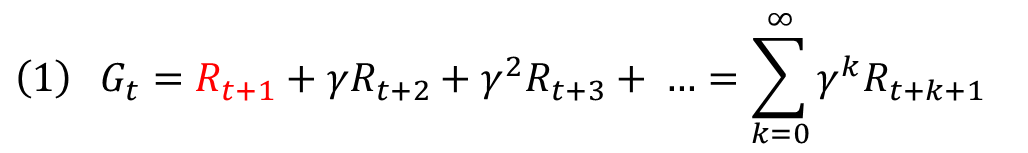 (1) G_t = R_{t+1} + γR_{t+2} + γ^2R_{t+3} + ... = \sum_{k=0}^{∞} γ^k R_{t+k+1}